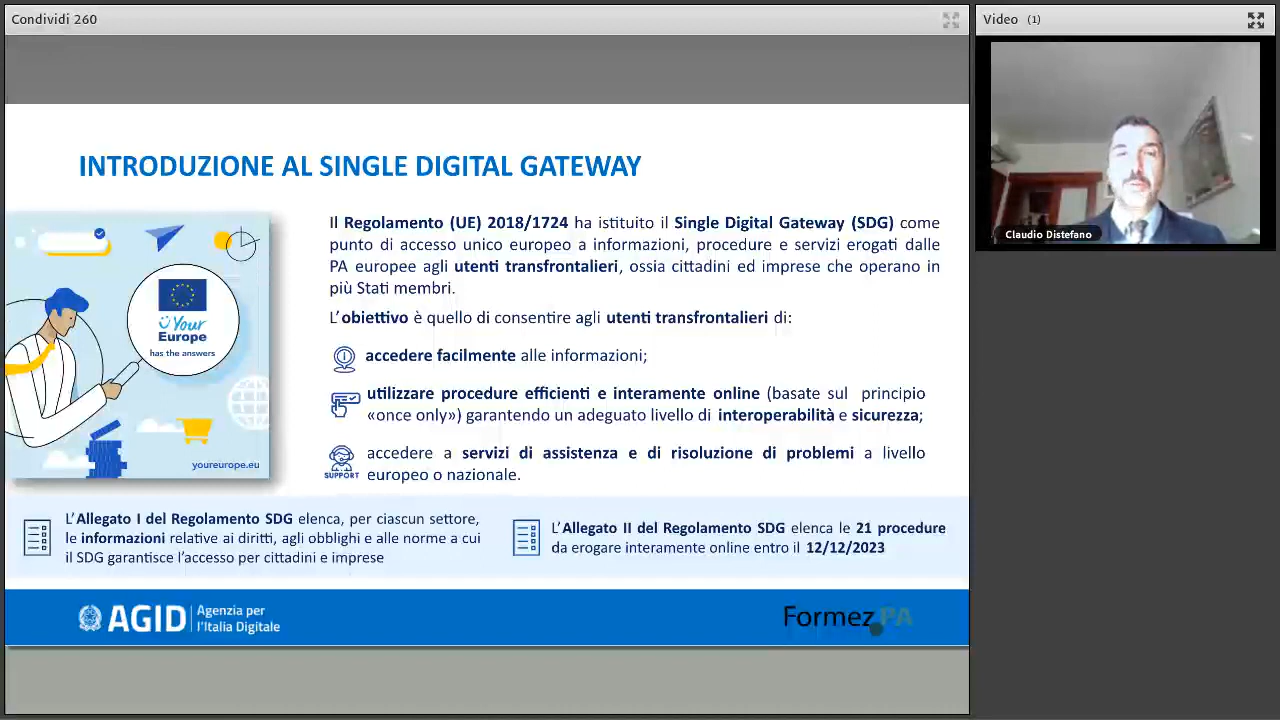 Condividi 260
Video (1)
Claudio Distefano
INTRODUZIONE AL SINGLE DIGITAL GATEWAY
Il Regolamento (UE) 2018/1724 ha istituito il Single Digital Gateway (SDG) come
punto di accesso unico europeo a informazioni, procedure e servizi erogati dalle
PA europee agli utenti transfrontalieri, ossia cittadini ed imprese che operano in
più Stati membri.
L'obiettivo è quello di consentire agli utenti transfrontalieri di:
accedere facilmente alle informazioni;
utilizzare procedure efficienti e interamente online (basate sul principio
«once only») garantendo un adeguato livello di interoperabilità e sicurezza;
SUPPORT
accedere a servizi di assistenza e di risoluzione di problemi a livello
europeo o nazionale.
Your
Europe
has the answers
youreurope.eu
L'Allegato I del Regolamento SDG elenca, per ciascun settore,
le informazioni relative ai diritti, agli obblighi e alle norme a cui
il SDG garantisce l'accesso per cittadini e imprese
L'Allegato II del Regolamento SDG elenca le 21 procedure
da erogare interamente online entro il 12/12/2023
AGID
Agenzia per
l'Italia Digitale
Formez PA